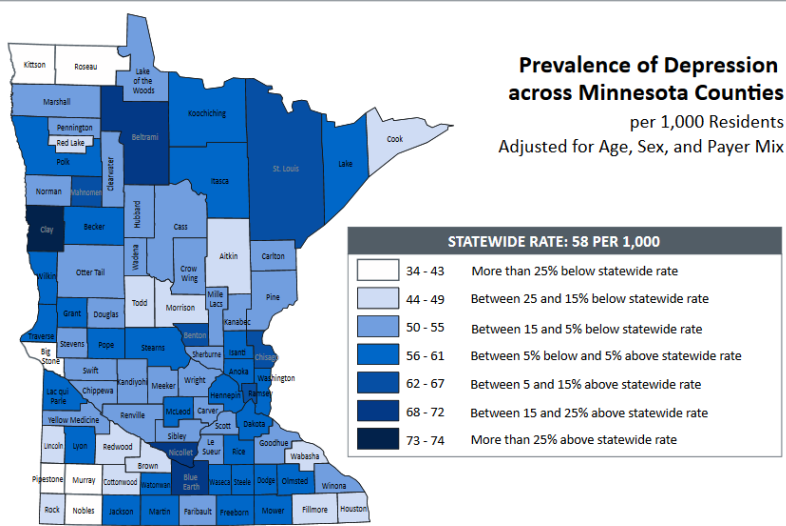 Prevalence of Depression
across Minnesota Counties
per 1,000 Residents
Adjusted for Age, Sex, and Payer Mix
STATEWIDE RATE: 58 PER 1,000
34 - 43 More than 25% below statewide rate
44 - 49 Between 25 and 15% below statewide rate
50 - 55 Between 15 and 5% below statewide rate
56 - 61 Between 5% below and 5% above statewide rate
62 - 67 Between 5 and 15% above statewide rate
68 - 72 Between 15 and 25% above statewide rate
73 - 74 More than 25% above statewide rate
Kittson
Roseau
Lake
of the
Woods
Marshall
Koochiching
Beltrami
Pennington
Red Lake
Polk
Clearwater
St. Louis
Lake
Cook
Itasca
Norman
Mahnomen
Hubbard
Cass
Clay
Becker
Wadena
Aitkin
Carlton
Crow
Wing
Wilkin
Otter Tail
Todd
Morrison
Mille
Lacs
Pine
Kanabec
Grant
Douglas
Traverse
Stevens
Pope
Stearns
Benton
Sherburne
Isanti
Chisago
Big
Stone
Swift
Kandiyohi
Meeker
Wright
Anoka
Washington
Hennepin
Ramsey
Lac qui
Parle
Chippewa
McLeod
Carver
Yellow Medicine
Renville
Scott
Dakota
Sibley
Lincoln
Lyon
Redwood
Nicollet
Le
Sueur
Rice
Goodhue
Wabasha
Brown
Pipestone
Murray
Cottonwood
Watonwan
Blue
Earth
Waseca
Steele
Dodge
Olmsted
Winona
Rock
Nobles
Jackson
Martin
Faribault
Freeborn
Mower
Fillmore
Houston